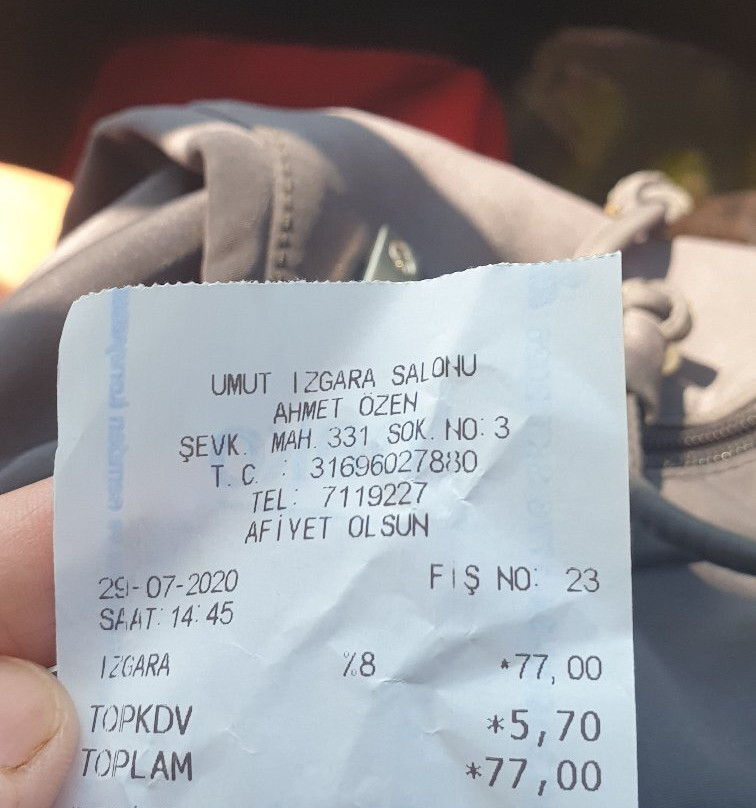 UMUT IZGARA SALONU
AHMET ÖZEN
ŞEVK. MAH. 331 SOK. NO: 3
T. C. : 31696027880
TEL: 7119227
AFİYET OLSUN
29-07-2020 FIŞ NO: 23
SAAT: 14:45
IZGARA %8 *77,00
TOPKDV *5,70
TOPLAM *77,00